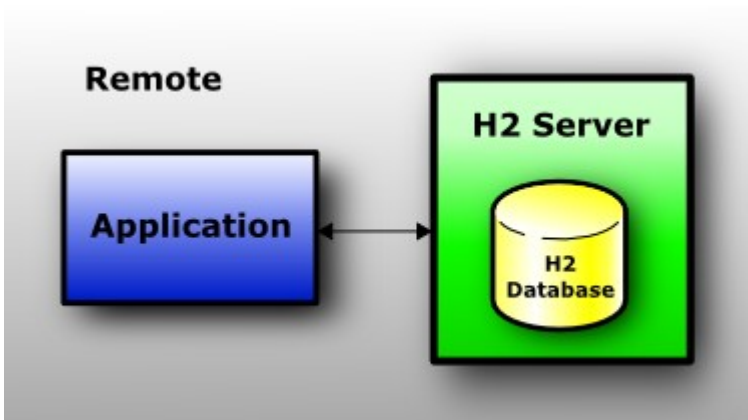 Remote
H2 Server
Application
H2
Database